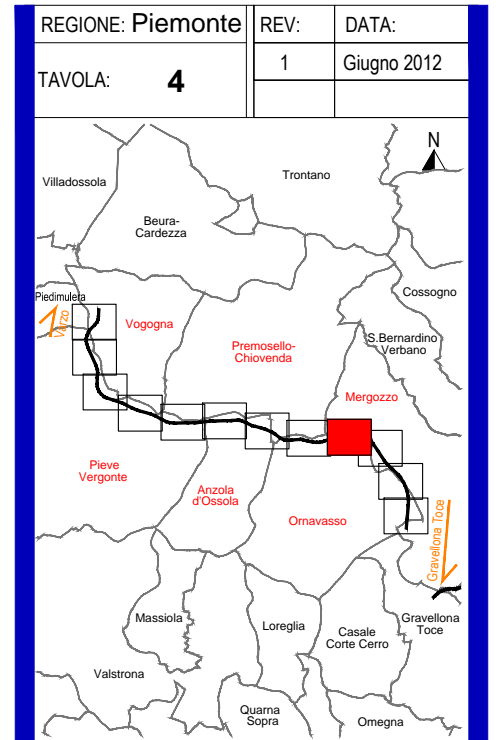 REGIONE: Piemonte
REV:
DATA:
1
Giugno 2012
TAVOLA: 4
N
Villadossola
Trontano
Beura-
Cardezza
Cossogno
Piedimulera
Varzo
Vogogna
S.Bernardino
Verbano
Premosello-
Chiovenda
Mergozzo
Pieve
Vergonte
Anzola
d'Ossola
Ornavasso
Gravellona Toce
Massiola
Loreglia
Casale
Corte Cerro
Gravellona
Toce
Valstrona
Quarna
Sopra
Omegna